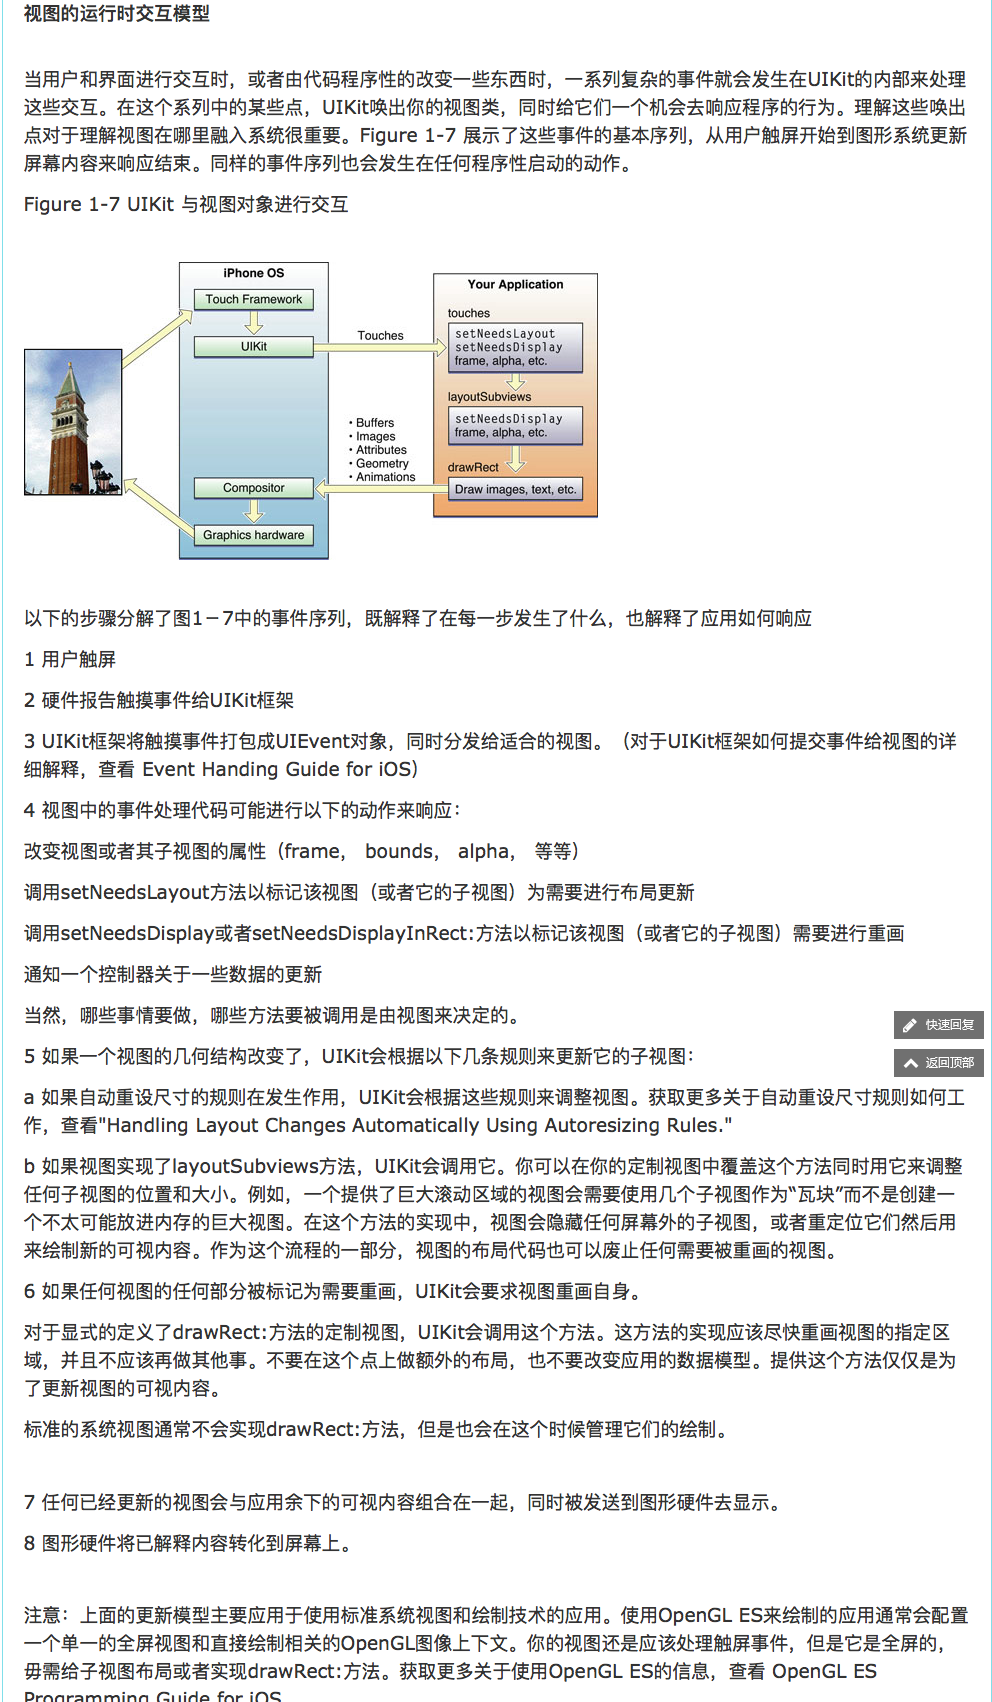 视图的运行时交互模型
当用户和界面进行交互时，或者由代码程序性的改变一些东西时，一系列复杂的事件就会发生在UIKit的内部来处理
这些交互。在这个系列中的某些点，UIKit唤出你的视图类，同时给它们一个机会去响应程序的行为。理解这些唤出
点对于理解视图在哪里融入系统很重要。Figure 1-7 展示了这些事件的基本序列，从用户触屏开始到图形系统更新
屏幕内容来响应结束。同样的事件序列也会发生在任何程序性启动的动作。
Figure 1-7 UIKit 与视图对象进行交互
iPhone OS
Touch Framework
UIKit
Compositor
Graphics hardware
Touches
• Buffers
• Images
• Attributes
• Geometry
• Animations
Your Application
touches
setNeedsLayout
setNeedsDisplay
frame, alpha, etc.
layoutSubviews
setNeedsDisplay
frame, alpha, etc.
drawRect
Draw images, text, etc.
以下的步骤分解了图1－7中的事件序列，既解释了在每一步发生了什么，也解释了应用如何响应
1 用户触屏
2 硬件报告触摸事件给UIKit框架
3 UIKit框架将触摸事件打包成UIEvent对象，同时分发给适合的视图。（对于UIKit框架如何提交事件给视图的详
细解释，查看 Event Handing Guide for iOS）
4 视图中的事件处理代码可能进行以下的动作来响应：
改变视图或者其子视图的属性（frame， bounds， alpha， 等等）
调用setNeedsLayout方法以标记该视图（或者它的子视图）为需要进行布局更新
调用setNeedsDisplay或者setNeedsDisplayInRect:方法以标记该视图（或者它的子视图）需要进行重画
通知一个控制器关于一些数据的更新
当然，哪些事情要做，哪些方法要被调用是由视图来决定的。
快速回复
5 如果一个视图的几何结构改变了，UIKit会根据以下几条规则来更新它的子视图：
返回顶部
a 如果自动重设尺寸的规则在发生作用，UIKit会根据这些规则来调整视图。获取更多关于自动重设尺寸规则如何工
作，查看"Handling Layout Changes Automatically Using Autoresizing Rules."
b 如果视图实现了layoutSubviews方法，UIKit会调用它。你可以在你的定制视图中覆盖这个方法同时用它来调整
任何子视图的位置和大小。例如，一个提供了巨大滚动区域的视图会需要使用几个子视图作为“瓦块”而不是创建一
个不太可能放进内存的巨大视图。在这个方法的实现中，视图会隐藏任何屏幕外的子视图，或者重定位它们然后用
来绘制新的可视内容。作为这个流程的一部分，视图的布局代码也可以废止任何需要被重画的视图。
6 如果任何视图的任何部分被标记为需要重画，UIKit会要求视图重画自身。
对于显式的定义了drawRect:方法的定制视图，UIKit会调用这个方法。这方法的实现应该尽快重画视图的指定区
域，并且不应该再做其他事。不要在这个点上做额外的布局，也不要改变应用的数据模型。提供这个方法仅仅是为
了更新视图的可视内容。
标准的系统视图通常不会实现drawRect:方法，但是也会在这个时候管理它们的绘制。
7 任何已经更新的视图会与应用余下的可视内容组合在一起，同时被发送到图形硬件去显示。
8 图形硬件将已解释内容转化到屏幕上。
注意：上面的更新模型主要应用于使用标准系统视图和绘制技术的应用。使用OpenGL ES来绘制的应用通常会配置
一个单一的全屏视图和直接绘制相关的OpenGL图像上下文。你的视图还是应该处理触屏事件，但是它是全屏的，
毋需给子视图布局或者实现drawRect:方法。获取更多关于使用OpenGL ES的信息，查看 OpenGL ES
Programming Guide for iOS